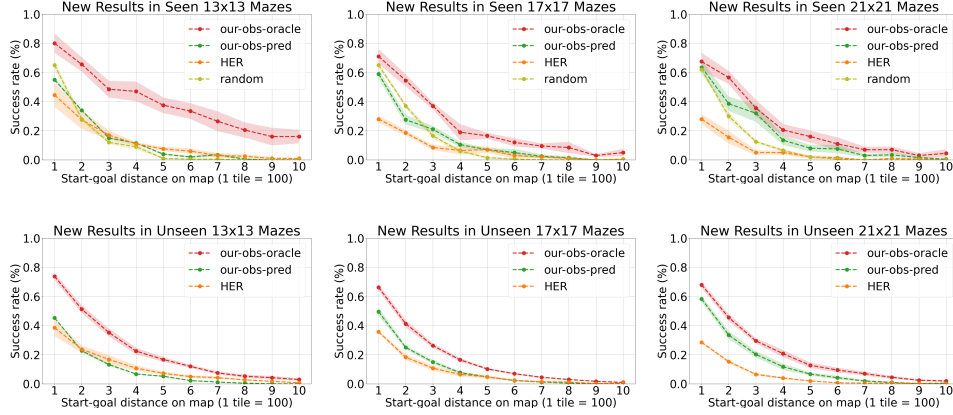 New Results in Seen 13x13 Mazes
Success rate (%)
1.0
0.8
0.6
0.4
0.2
0.0
our-obs-oracle
our-obs-pred
HER
random
1 2 3 4 5 6 7 8 9 10
Start-goal distance on map (1 tile = 100)
New Results in Seen 17x17 Mazes
Success rate (%)
1.0
0.8
0.6
0.4
0.2
0.0
our-obs-oracle
our-obs-pred
HER
random
1 2 3 4 5 6 7 8 9 10
Start-goal distance on map (1 tile = 100)
New Results in Seen 21x21 Mazes
Success rate (%)
1.0
0.8
0.6
0.4
0.2
0.0
our-obs-oracle
our-obs-pred
HER
random
1 2 3 4 5 6 7 8 9 10
Start-goal distance on map (1 tile = 100)
New Results in Unseen 13x13 Mazes
Success rate (%)
1.0
0.8
0.6
0.4
0.2
0.0
our-obs-oracle
our-obs-pred
HER
1 2 3 4 5 6 7 8 9 10
Start-goal distance on map (1 tile = 100)
New Results in Unseen 17x17 Mazes
Success rate (%)
1.0
0.8
0.6
0.4
0.2
0.0
our-obs-oracle
our-obs-pred
HER
1 2 3 4 5 6 7 8 9 10
Start-goal distance on map (1 tile = 100)
New Results in Unseen 21x21 Mazes
Success rate (%)
1.0
0.8
0.6
0.4
0.2
0.0
our-obs-oracle
our-obs-pred
HER
1 2 3 4 5 6 7 8 9 10
Start-goal distance on map (1 tile = 100)